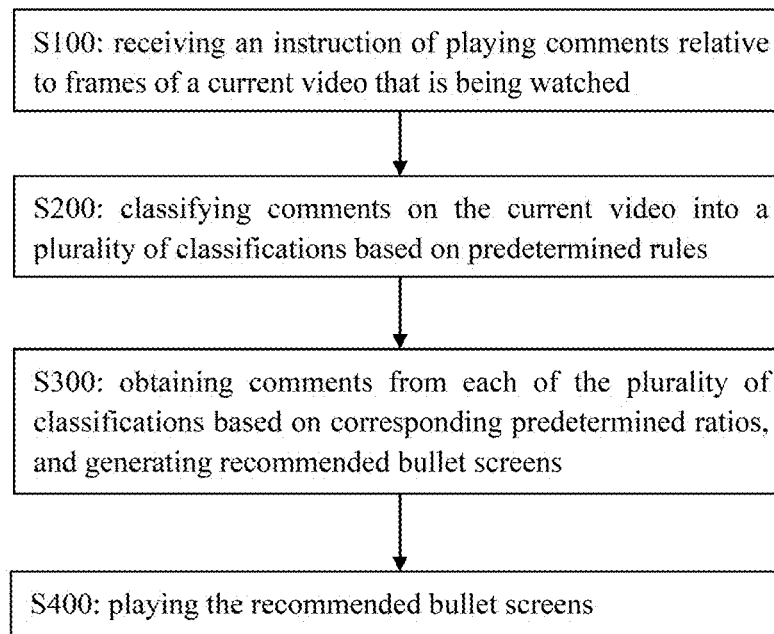 S100: receiving an instruction of playing comments relative
to frames of a current video that is being watched
S200: classifying comments on the current video into a
plurality of classifications based on predetermined rules
S300: obtaining comments from each of the plurality of
classifications based on corresponding predetermined ratios,
and generating recommended bullet screens
S400: playing the recommended bullet screens